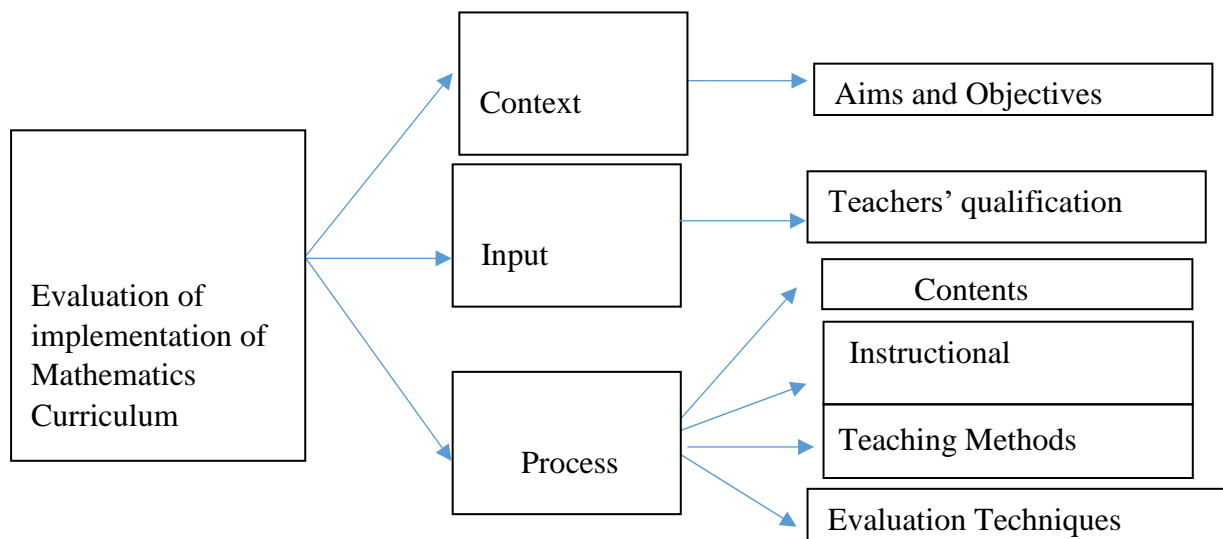 Evaluation of
implementation of
Mathematics
Curriculum
Context
Input
Process
Aims and Objectives
Teachers’ qualification
Contents
Instructional
Teaching Methods
Evaluation Techniques